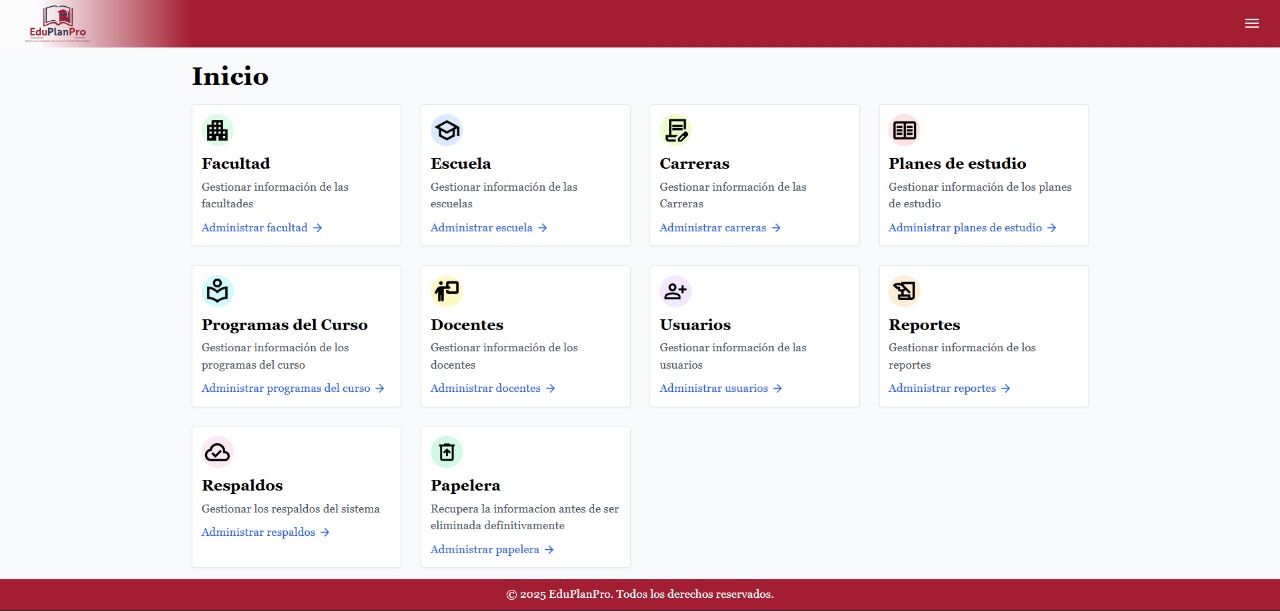 EduPlanPro
Inicio
Facultad
Gestionar información de las
facultades
Administrar facultad →
Escuela
Gestionar información de las
escuelas
Administrar escuela →
Carreras
Gestionar información de las
Carreras
Administrar carreras →
Planes de estudio
Gestionar información de los planes
de estudio
Administrar planes de estudio →
Programas del Curso
Gestionar información de los
programas del curso
Administrar programas del curso →
Docentes
Gestionar información de los
docentes
Administrar docentes →
Usuarios
Gestionar información de las
usuarios
Administrar usuarios →
Reportes
Gestionar información de los
reportes
Administrar reportes →
Respaldos
Gestionar los respaldos del sistema
Administrar respaldos →
Papelera
Recupera la informacion antes de ser
eliminada definitivamente
Administrar papelera →
© 2025 EduPlanPro. Todos los derechos reservados.